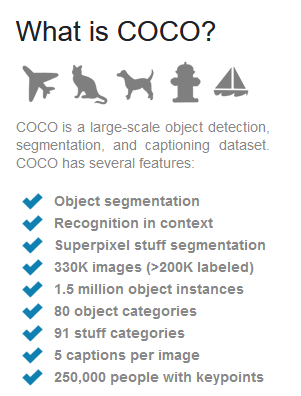 What is COCO?
COCO is a large-scale object detection,
segmentation, and captioning dataset.
COCO has several features:
Object segmentation
Recognition in context
Superpixel stuff segmentation
330K images (>200K labeled)
1.5 million object instances
80 object categories
91 stuff categories
5 captions per image
250,000 people with keypoints